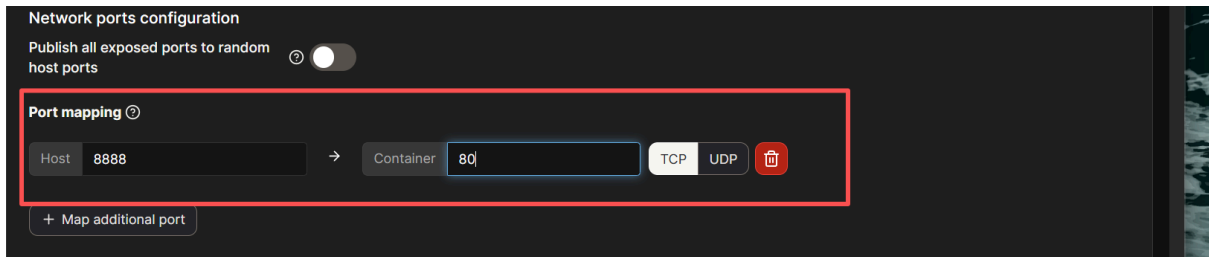 Network ports configuration
Publish all exposed ports to random
host ports
Port mapping
Host 8888 → Container 80 TCP UDP
+ Map additional port